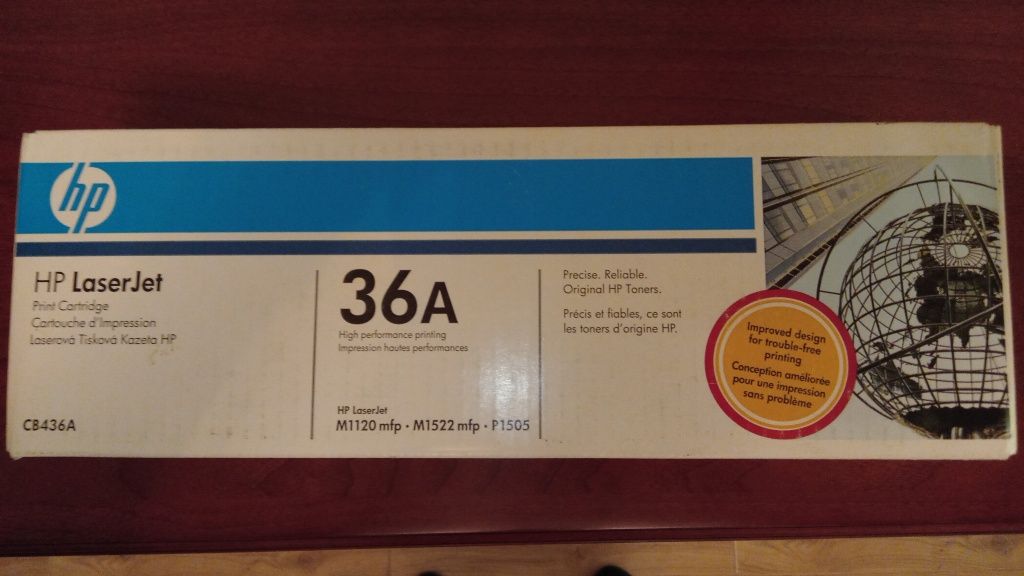 hp
HP LaserJet
Print Cartridge
Cartouche d'Impression
Laserová Tisková Kazeta HP
CB436A
36A
High performance printing
Impression hautes performances
HP LaserJet
M1120 mfp · M1522 mfp · P1505
Precise. Reliable.
Original HP Toners.
Précis et fiables, ce sont
les toners d'origine HP.
Improved design
for trouble-free
printing
Conception améliorée
pour une impression
sans problème